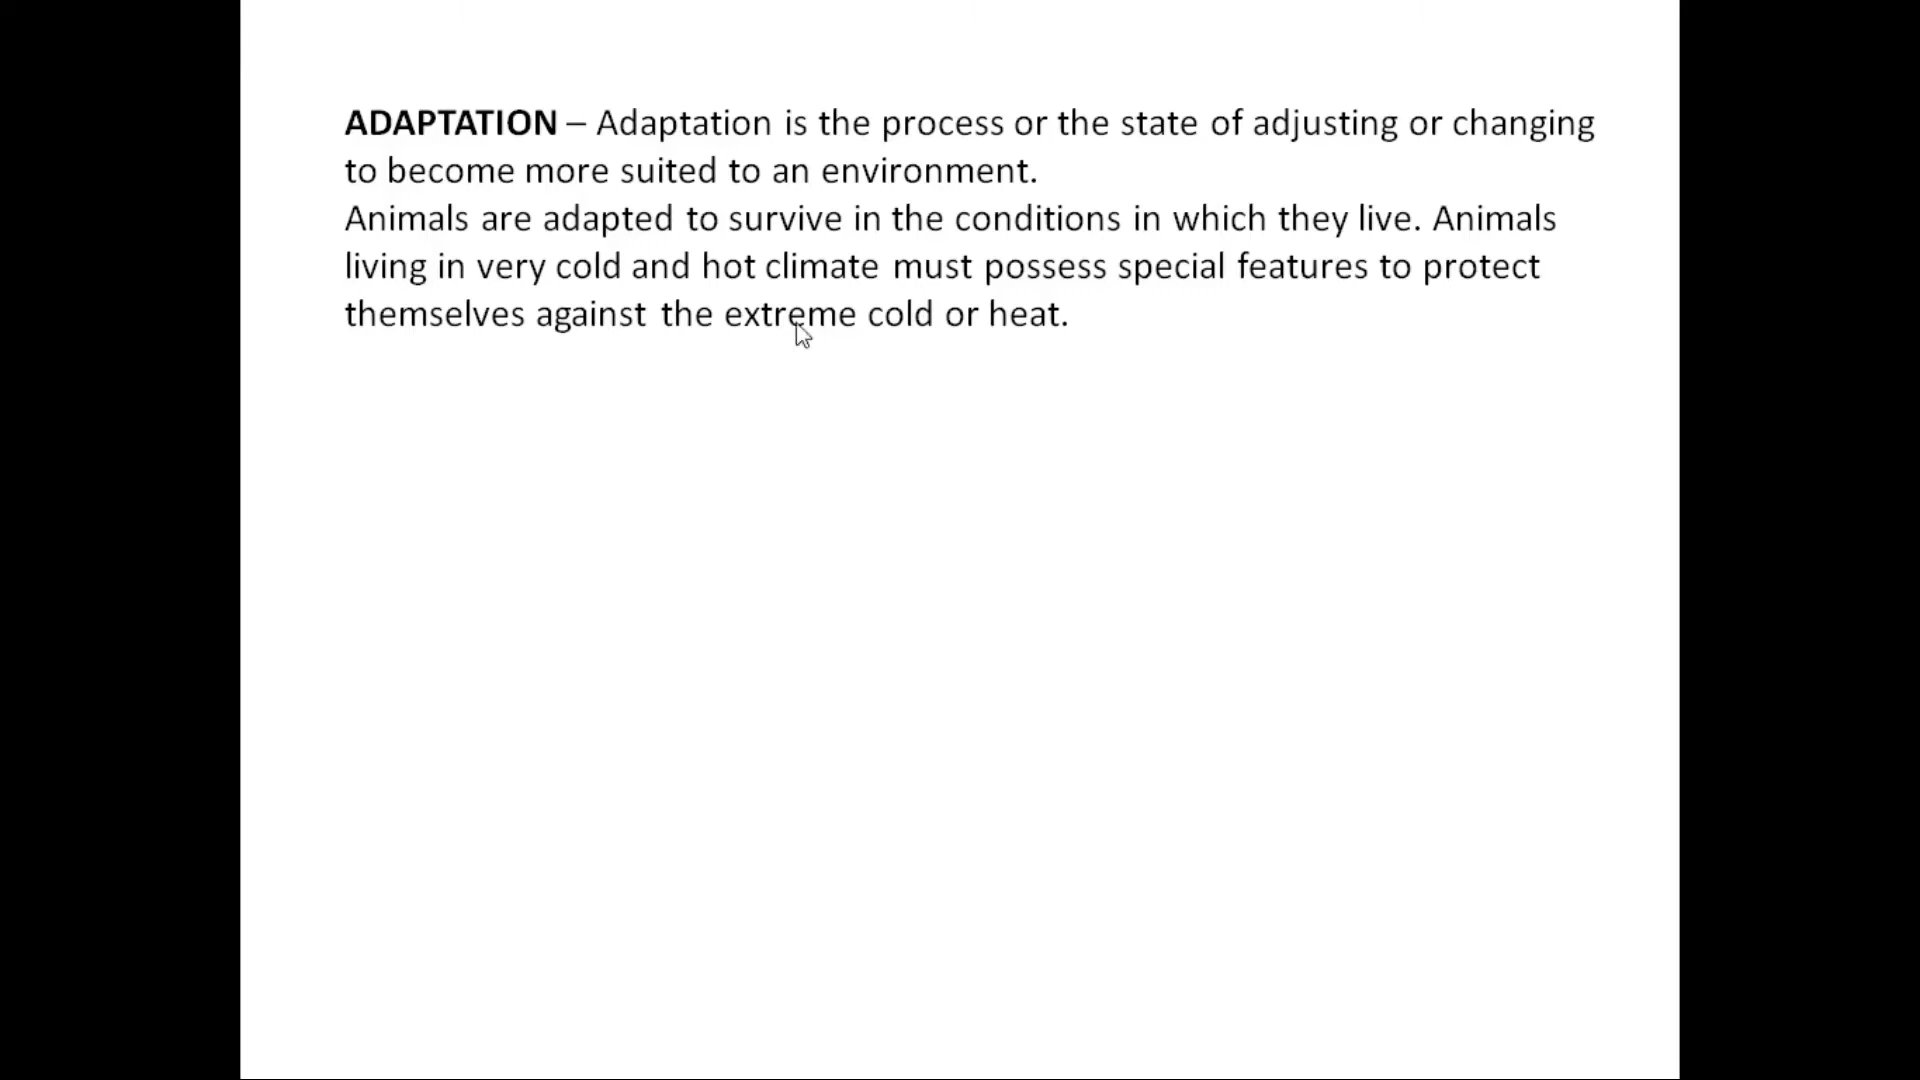 ADAPTATION – Adaptation is the process or the state of adjusting or changing
to become more suited to an environment.
Animals are adapted to survive in the conditions in which they live. Animals
living in very cold and hot climate must possess special features to protect
themselves against the extreme cold or heat.